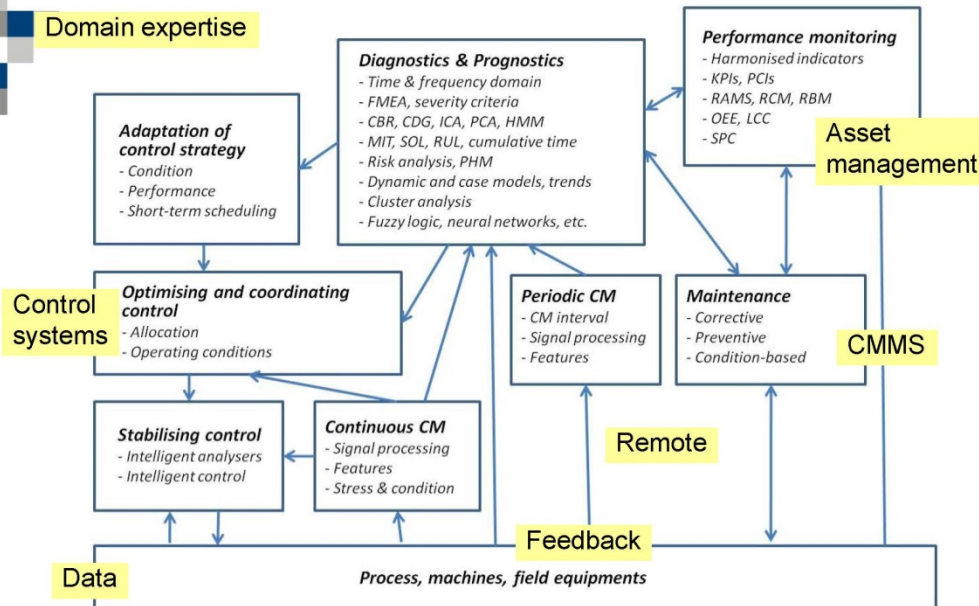 Domain expertise
Diagnostics & Prognostics
- Time & frequency domain
- FMEA, severity criteria
- CBR, CDG, ICA, PCA, HMM
- MIT, SOL, RUL, cumulative time
- Risk analysis, PHM
- Dynamic and case models, trends
- Cluster analysis
- Fuzzy logic, neural networks, etc.
Performance monitoring
- Harmonised indicators
- KPIs, PCIs
- RAMS, RCM, RBM
- OEE, LCC
- SPC
Asset
management
Adaptation of
control strategy
- Condition
- Performance
- Short-term scheduling
Control
systems
Optimising and coordinating
control
- Allocation
- Operating conditions
Periodic CM
- CM interval
- Signal processing
- Features
Maintenance
- Corrective
- Preventive
- Condition-based
CMMS
Stabilising control
- Intelligent analysers
- Intelligent control
Continuous CM
- Signal processing
- Features
- Stress & condition
Remote
Feedback
Data
Process, machines, field equipments